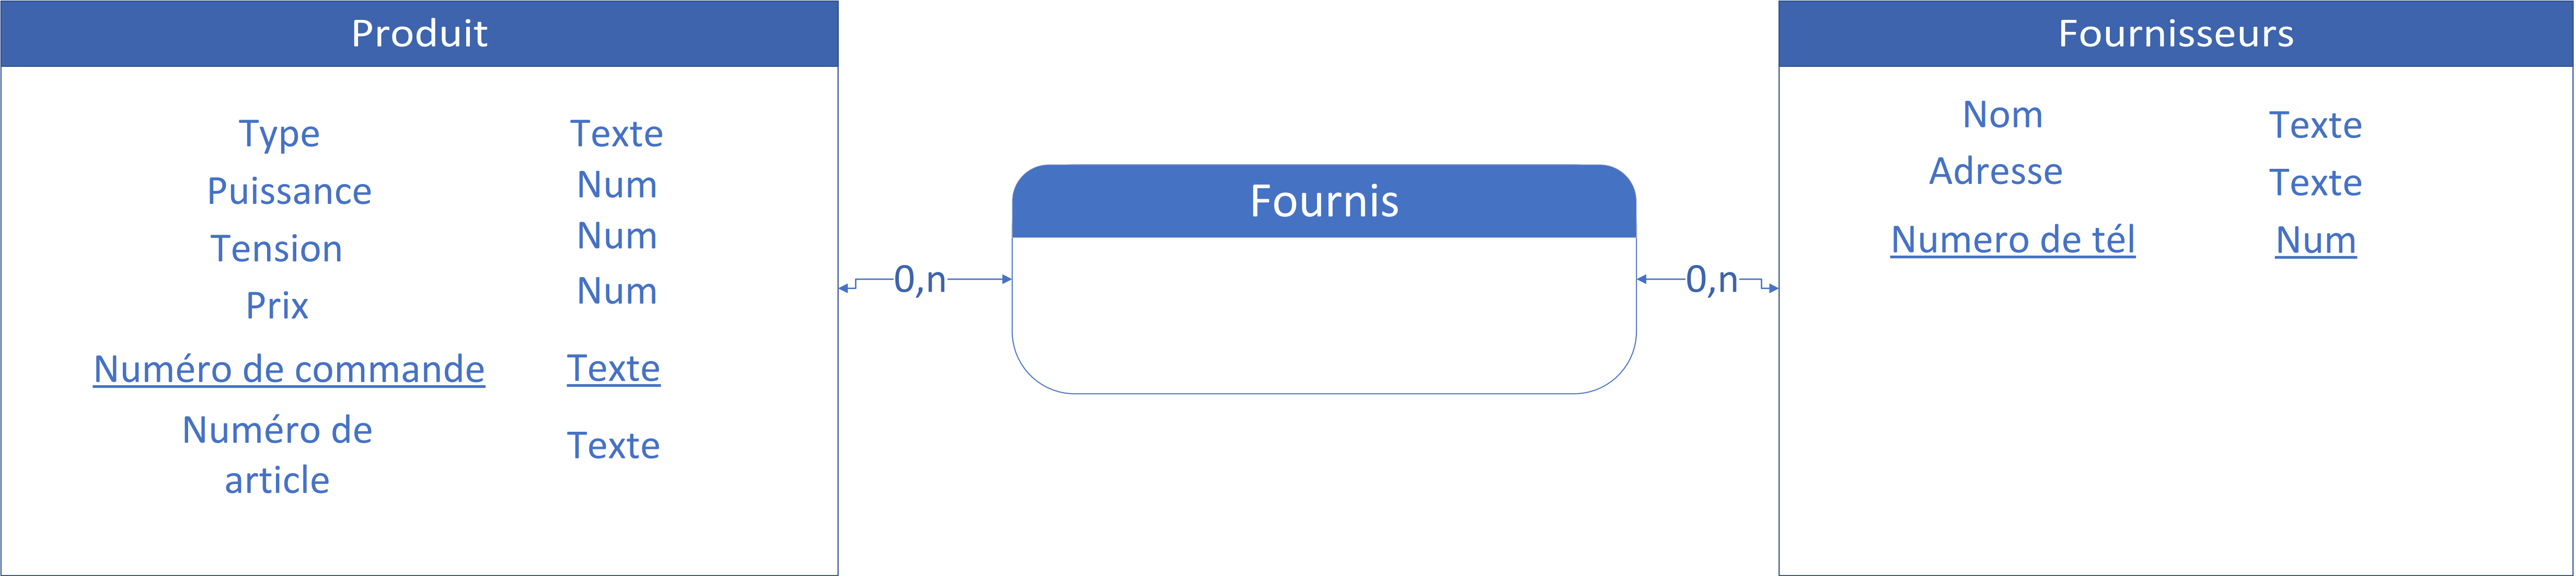 Produit
Type Texte
Puissance Num
Tension Num
Prix Num
Numéro de commande Texte
Numéro de
article
Texte
0,n
Fournis
0,n
Fournisseurs
Nom Texte
Adresse Texte
Numero de tél Num